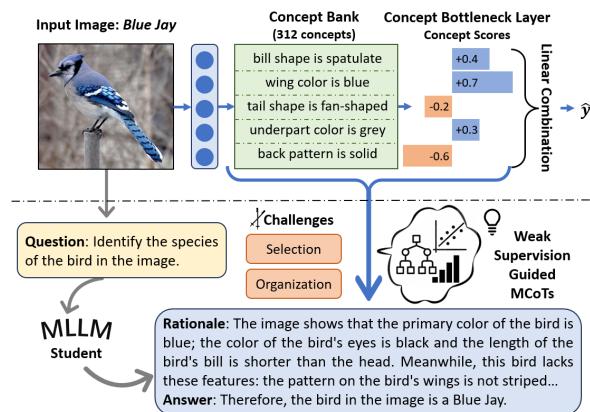 Input Image: Blue Jay
Concept Bank
(312 concepts)
Concept Bottleneck Layer
Concept Scores
bill shape is spatulate
wing color is blue
tail shape is fan-shaped
underpart color is grey
back pattern is solid
+0.4
+0.7
-0.2
+0.3
-0.6
Linear Combination
ŷ
Question: Identify the species
of the bird in the image.
MLLM
Student
Challenges
Selection
Organization
Weak
Supervision
Guided
MCoTs
Rationale: The image shows that the primary color of the bird is
blue; the color of the bird's eyes is black and the length of the
bird's bill is shorter than the head. Meanwhile, this bird lacks
these features: the pattern on the bird's wings is not striped...
Answer: Therefore, the bird in the image is a Blue Jay.